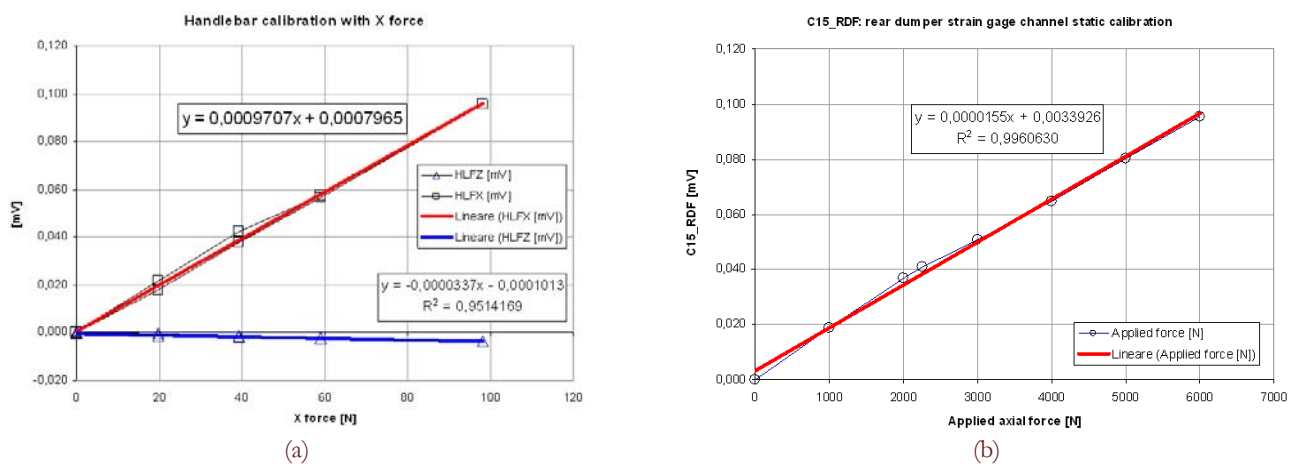 Handlebar calibration with X force
0,120
0,100
0,080
0,060
0,040
0,020
0,000
-0,020
[mV]
y = 0,0009707x + 0,0007965
HLFZ [mV]
HLFX [mV]
Lineare (HLFX [mV])
Lineare (HLFZ [mV])
y = -0,0000337x - 0,0001013
R² = 0,9514169
0 20 40 60 80 100 120
X force [N]
(a)
C15_RDF: rear dumper strain gage channel static calibration
0,120
0,100
0,080
0,060
0,040
0,020
0,000
C15_RDF [mV]
y = 0,0000155x + 0,0033926
R² = 0,9960630
Applied force [N]
Lineare (Applied force [N])
0 1000 2000 3000 4000 5000 6000 7000
Applied axial force [N]
(b)